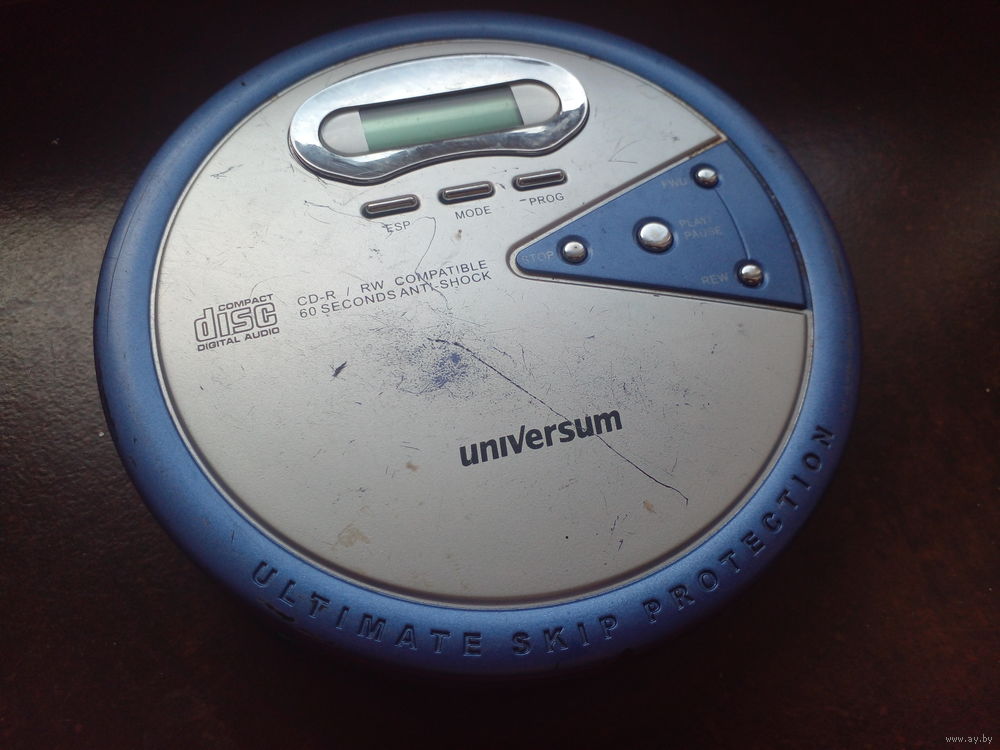 ESP
MODE
PROG
FWD
PLAY/
PAUSE
STOP
REW
CD-R / RW COMPATIBLE
60 SECONDS ANTI-SHOCK
COMPACT
disc
DIGITAL AUDIO
universum
ULTIMATE SKIP PROTECTION
www.ay.by